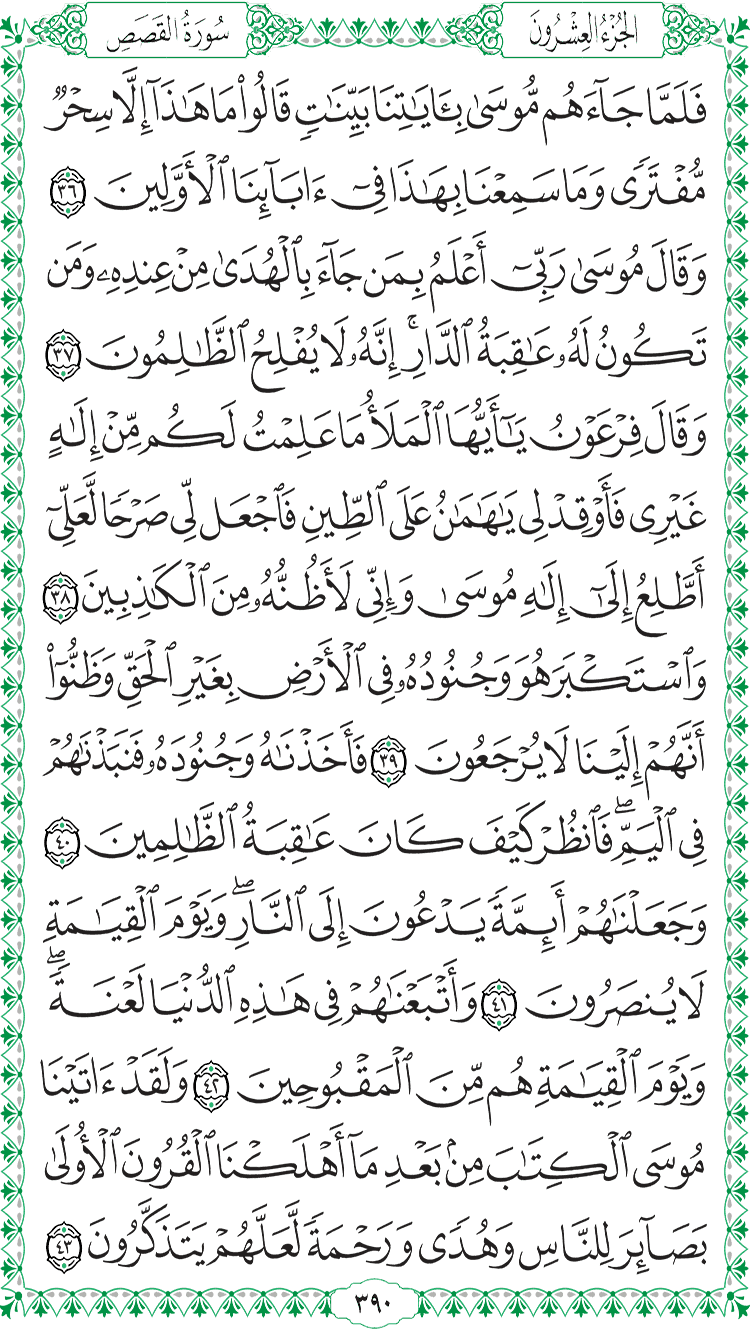 الجُزْءُ العِشْرُونَ
سُورَةُ القَصَصِ
فَلَمَّا جَآءَهُم مُّوسَىٰ بِـَٔايَٰتِنَا بَيِّنَٰتٍ قَالُوا۟ مَا هَٰذَآ إِلَّا سِحْرٌ
مُّفْتَرًى وَمَا سَمِعْنَا بِهَٰذَا فِىٓ ءَابَآئِنَا ٱلْأَوَّلِينَ ٣٦
وَقَالَ مُوسَىٰ رَبِّىٓ أَعْلَمُ بِمَن جَآءَ بِٱلْهُدَىٰ مِنْ عِندِهِۦ وَمَن
تَكُونُ لَهُۥ عَٰقِبَةُ ٱلدَّارِ ۚ إِنَّهُۥ لَا يُفْلِحُ ٱلظَّٰلِمُونَ ٣٧
وَقَالَ فِرْعَوْنُ يَٰٓأَيُّهَا ٱلْمَلَأُ مَا عَلِمْتُ لَكُم مِّنْ إِلَٰهٍ
غَيْرِى فَأَوْقِدْ لِى يَٰهَٰمَٰنُ عَلَى ٱلطِّينِ فَٱجْعَل لِّى صَرْحًا لَّعَلِّىٓ
أَطَّلِعُ إِلَىٰٓ إِلَٰهِ مُوسَىٰ وَإِنِّى لَأَظُنُّهُۥ مِنَ ٱلْكَٰذِبِينَ ٣٨
وَٱسْتَكْبَرَ هُوَ وَجُنُودُهُۥ فِى ٱلْأَرْضِ بِغَيْرِ ٱلْحَقِّ وَظَنُّوٓا۟
أَنَّهُمْ إِلَيْنَا لَا يُرْجَعُونَ ٣٩ فَأَخَذْنَٰهُ وَجُنُودَهُۥ فَنَبَذْنَٰهُمْ
فِى ٱلْيَمِّ ۖ فَٱنظُرْ كَيْفَ كَانَ عَٰقِبَةُ ٱلظَّٰلِمِينَ ٤٠
وَجَعَلْنَٰهُمْ أَئِمَّةً يَدْعُونَ إِلَى ٱلنَّارِ ۖ وَيَوْمَ ٱلْقِيَٰمَةِ
لَا يُنصَرُونَ ٤١ وَأَتْبَعْنَٰهُمْ فِى هَٰذِهِ ٱلدُّنْيَا لَعْنَةً ۖ
وَيَوْمَ ٱلْقِيَٰمَةِ هُم مِّنَ ٱلْمَقْبُوحِينَ ٤٢ وَلَقَدْ ءَاتَيْنَا
مُوسَى ٱلْكِتَٰبَ مِنۢ بَعْدِ مَآ أَهْلَكْنَا ٱلْقُرُونَ ٱلْأُولَىٰ
بَصَآئِرَ لِلنَّاسِ وَهُدًى وَرَحْمَةً لَّعَلَّهُمْ يَتَذَكَّرُونَ ٤٣
٣٩٠